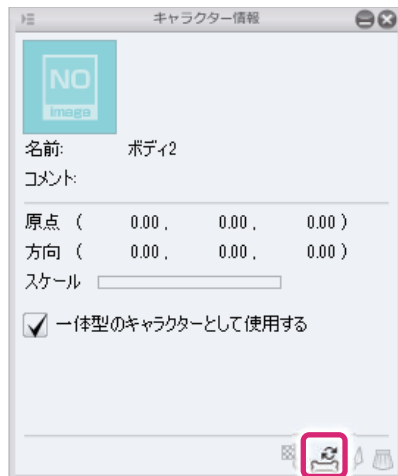 キャラクター情報
NO
image
名前: ボディ2
コメント:
原点 ( 0.00 , 0.00 , 0.00 )
方向 ( 0.00 , 0.00 , 0.00 )
スケール
一体型のキャラクターとして使用する